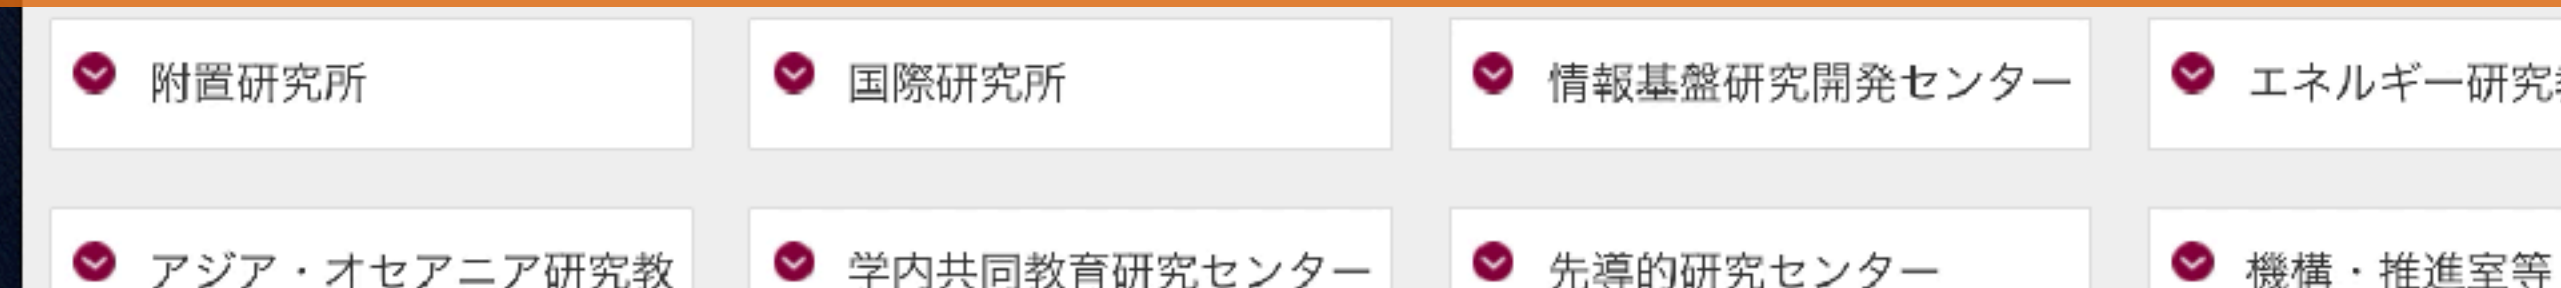 附置研究所
国際研究所
情報基盤研究開発センター
エネルギー研究
アジア・オセアニア研究教
学内共同教育研究センター
先導的研究センター
機構・推進室等